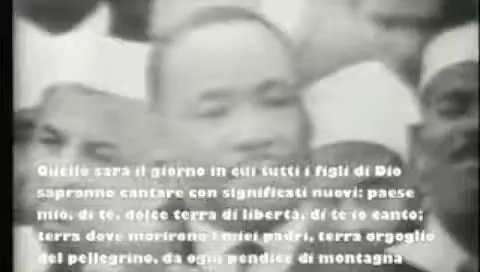 Quello sarà il giorno in cui tutti i figli di Dio
sapranno cantare con significati nuovi: paese
mio, di te, dolce terra di libertà, di te io canto;
terra dove morirono i miei padri, terra orgoglio
del pellegrino, da ogni pendice di montagna